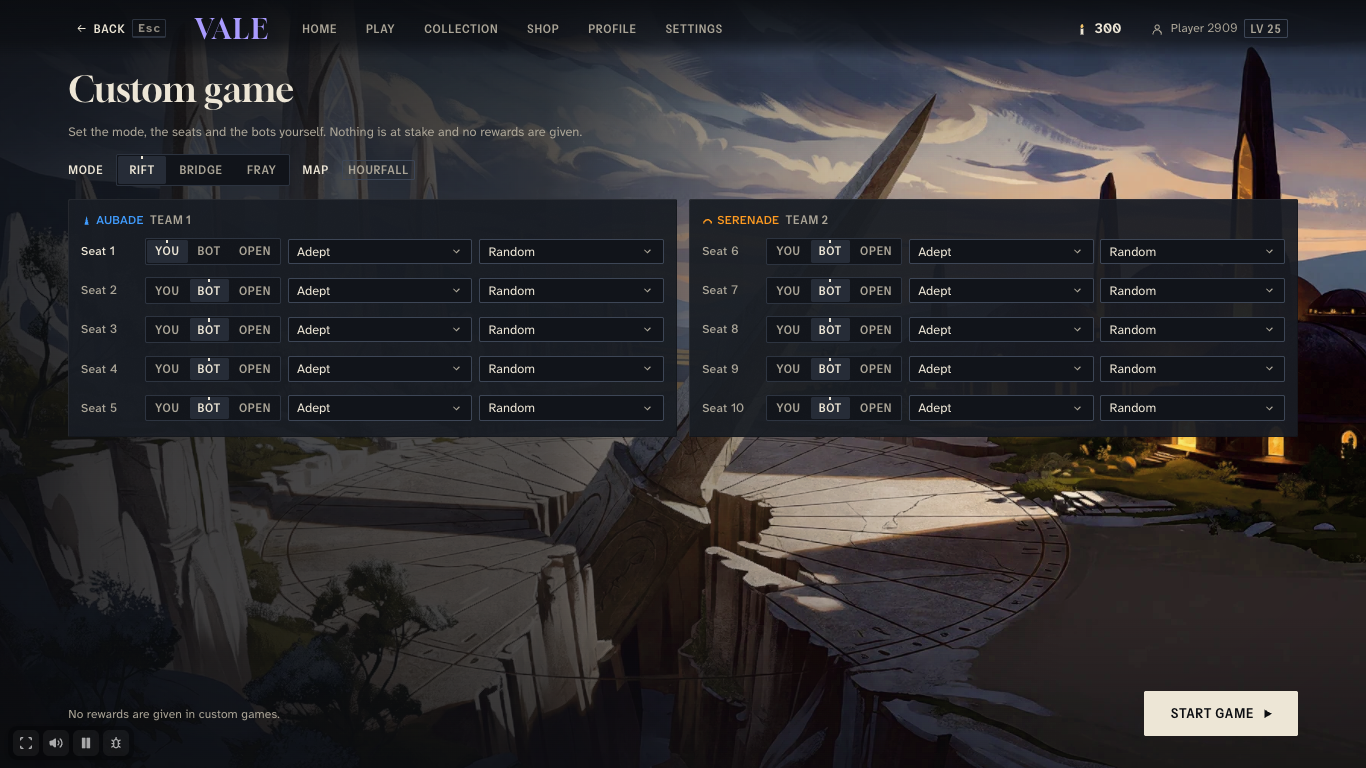 ← BACK Esc VALE HOME PLAY COLLECTION SHOP PROFILE SETTINGS 300 Player 2909 LV 25
Custom game
Set the mode, the seats and the bots yourself. Nothing is at stake and no rewards are given.
MODE RIFT BRIDGE FRAY MAP HOURFALL
AUBADE TEAM 1
Seat 1 YOU BOT OPEN Adept Random
Seat 2 YOU BOT OPEN Adept Random
Seat 3 YOU BOT OPEN Adept Random
Seat 4 YOU BOT OPEN Adept Random
Seat 5 YOU BOT OPEN Adept Random
SERENADE TEAM 2
Seat 6 YOU BOT OPEN Adept Random
Seat 7 YOU BOT OPEN Adept Random
Seat 8 YOU BOT OPEN Adept Random
Seat 9 YOU BOT OPEN Adept Random
Seat 10 YOU BOT OPEN Adept Random
No rewards are given in custom games.
START GAME